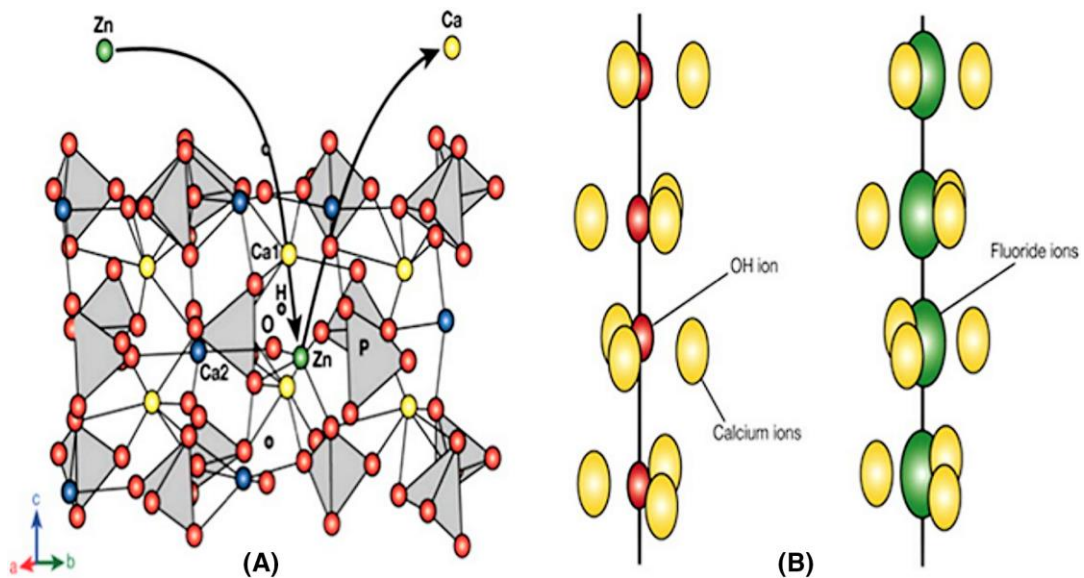 Zn
Ca
Ca1
H
O
P
Zn
Ca2
c
a
b
(A)
OH ion
Calcium ions
Fluoride ions
(B)